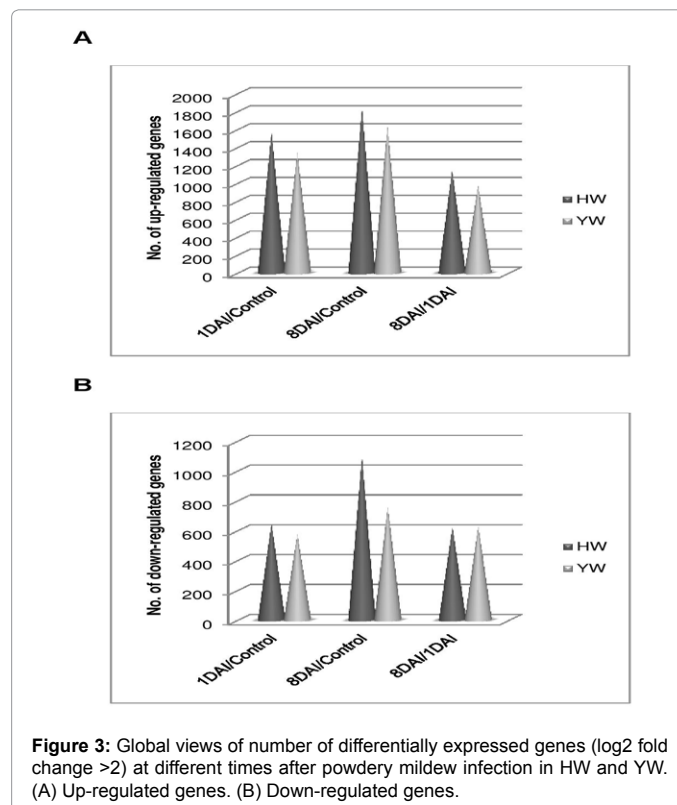 A
No. of up-regulated genes
2000
1800
1600
1400
1200
1000
800
600
400
200
0
1DAI/Control
8DAI/Control
8DAI/1DAI
HW
YW
B
No. of down-regulated genes
1200
1000
800
600
400
200
0
1DAI/Control
8DAI/Control
8DAI/1DAI
HW
YW
Figure 3: Global views of number of differentially expressed genes (log2 fold
change >2) at different times after powdery mildew infection in HW and YW.
(A) Up-regulated genes. (B) Down-regulated genes.